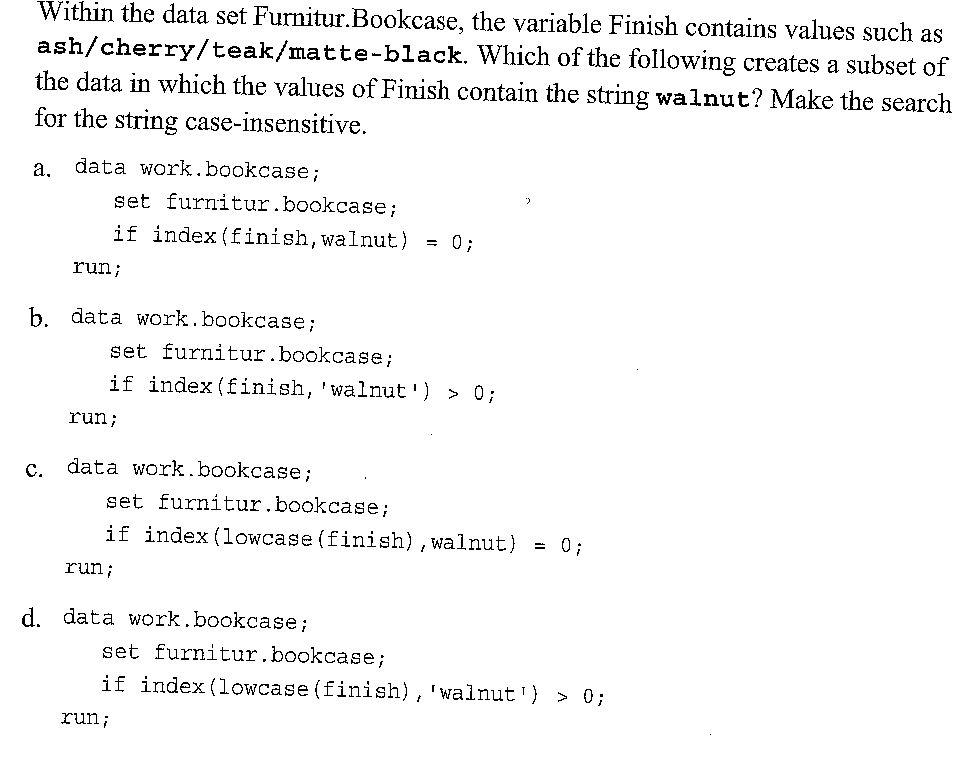 Within the data set Furnitur.Bookcase, the variable Finish contains values such as
ash/cherry/teak/matte-black. Which of the following creates a subset of
the data in which the values of Finish contain the string walnut? Make the search
for the string case-insensitive.
a. data work.bookcase;
set furnitur.bookcase;
if index(finish,walnut) = 0;
run;
b. data work.bookcase;
set furnitur.bookcase;
if index(finish,'walnut') > 0;
run;
c. data work.bookcase;
set furnitur.bookcase;
if index(lowcase(finish),walnut) = 0;
run;
d. data work.bookcase;
set furnitur.bookcase;
if index(lowcase(finish),'walnut') > 0;
run;